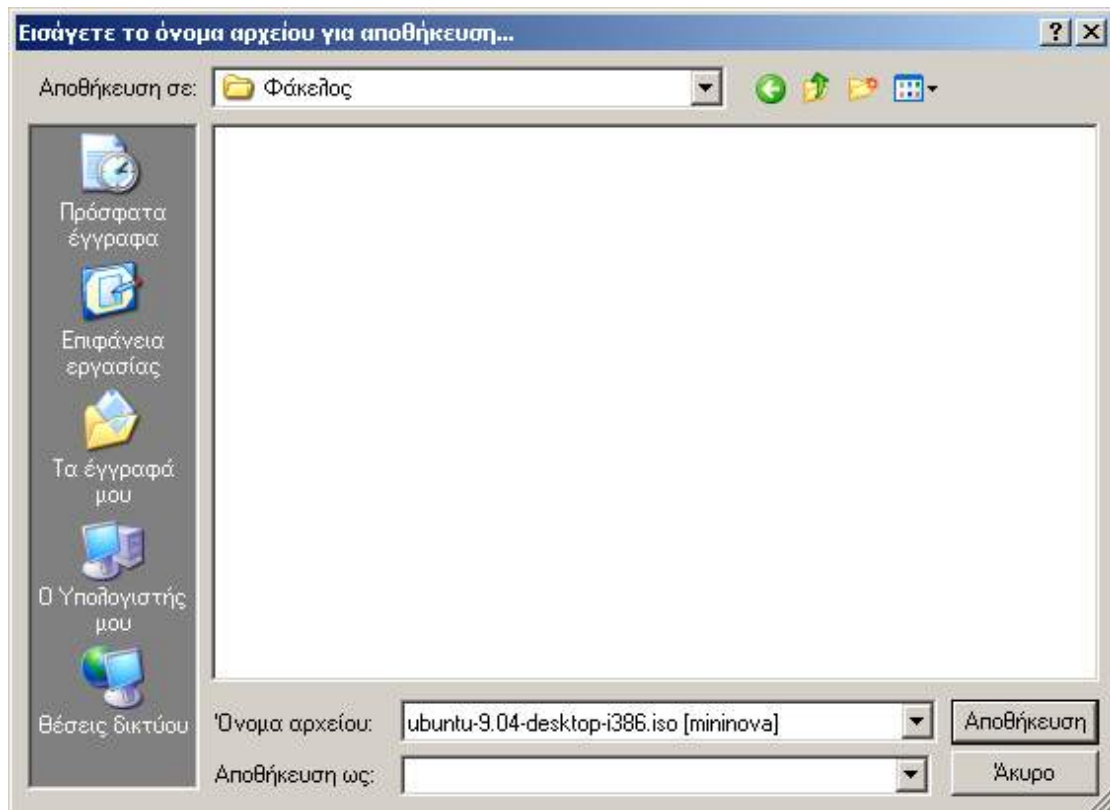 Εισάγετε το όνομα αρχείου για αποθήκευση...
Αποθήκευση σε:
Φάκελος
Πρόσφατα
έγγραφα
Επιφάνεια
εργασίας
Τα έγγραφά
μου
Ο Υπολογιστής
μου
Θέσεις δικτύου
Όνομα αρχείου:
ubuntu-9.04-desktop-i386.iso [mininova]
Αποθήκευση
Αποθήκευση ως:
Άκυρο